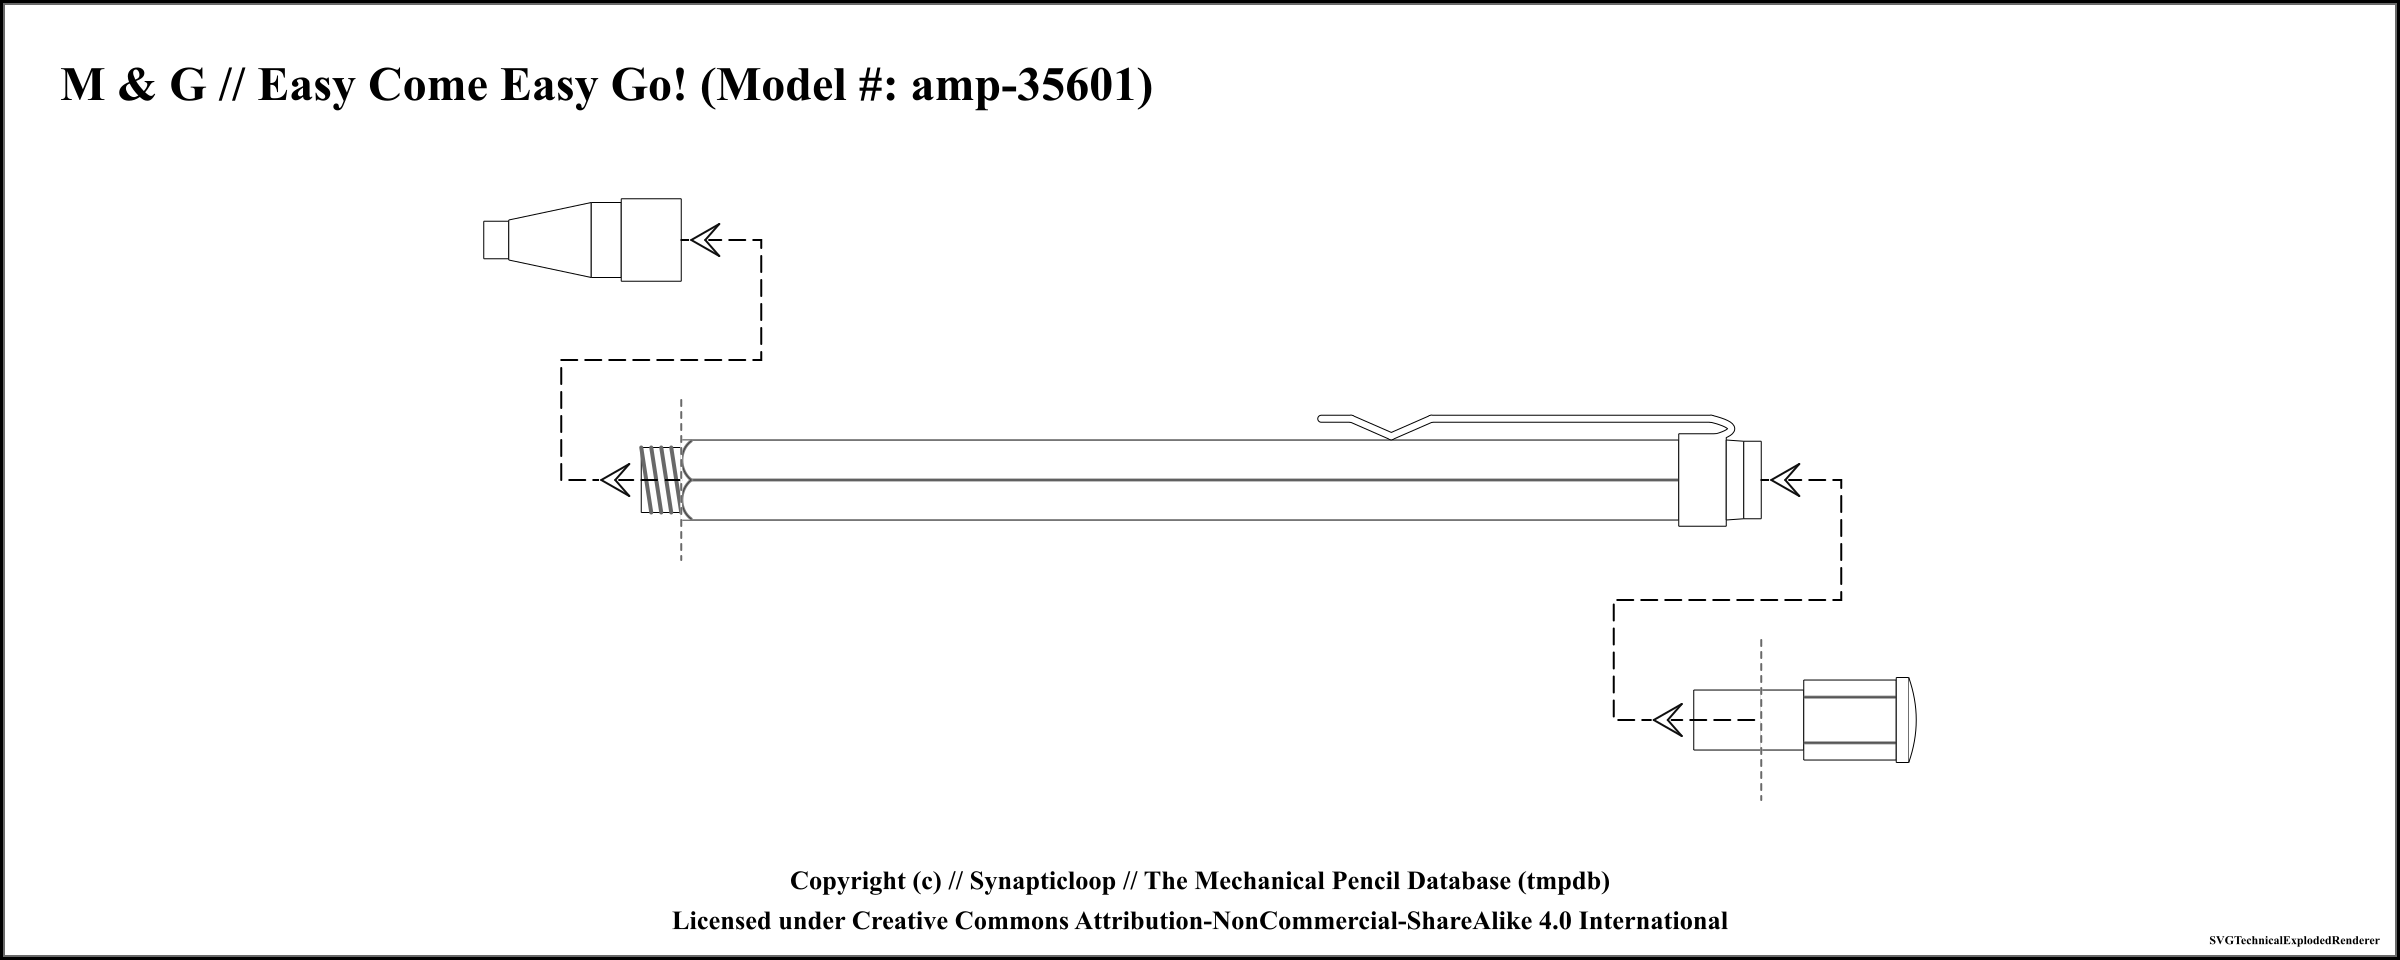 M & G // Easy Come Easy Go! (Model #: amp-35601)
Copyright (c) // Synapticloop // The Mechanical Pencil Database (tmpdb)
Licensed under Creative Commons Attribution-NonCommercial-ShareAlike 4.0 International
SVGTechnicalExplodedRenderer